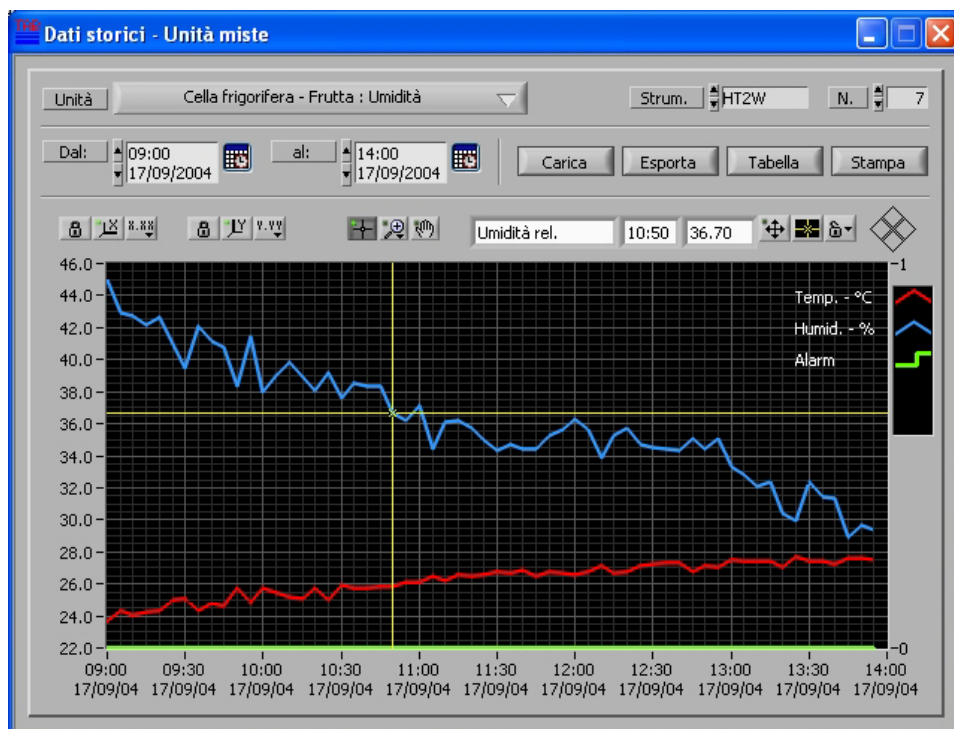 TAR
Dati storici - Unità miste
Unità Cella frigorifera - Frutta : Umidità Strum. HT2W N. 7
Dal: 09:00 al: 14:00 Carica Esporta Tabella Stampa
17/09/2004 17/09/2004
X X.XX Y Y.YY Umidità rel. 10:50 36.70
46.0 1
44.0 Temp. - °C
42.0 Humid. - %
40.0 Alarm
38.0
36.0
34.0
32.0
30.0
28.0
26.0
24.0
22.0 0
09:00 09:30 10:00 10:30 11:00 11:30 12:00 12:30 13:00 13:30 14:00
17/09/04 17/09/04 17/09/04 17/09/04 17/09/04 17/09/04 17/09/04 17/09/04 17/09/04 17/09/04 17/09/04